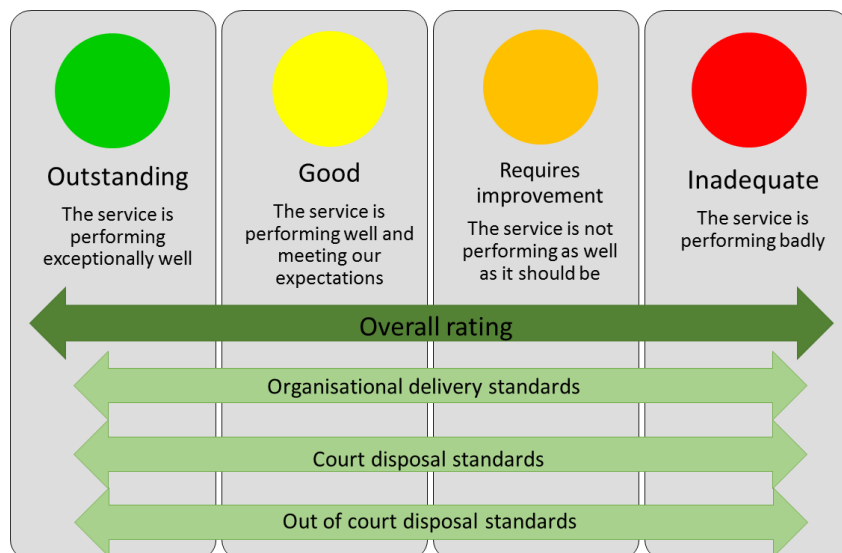 Outstanding
The service is
performing
exceptionally well
Good
The service is
performing well and
meeting our
expectations
Requires
improvement
The service is not
performing as well
as it should be
Inadequate
The service is
performing badly
Overall rating
Organisational delivery standards
Court disposal standards
Out of court disposal standards